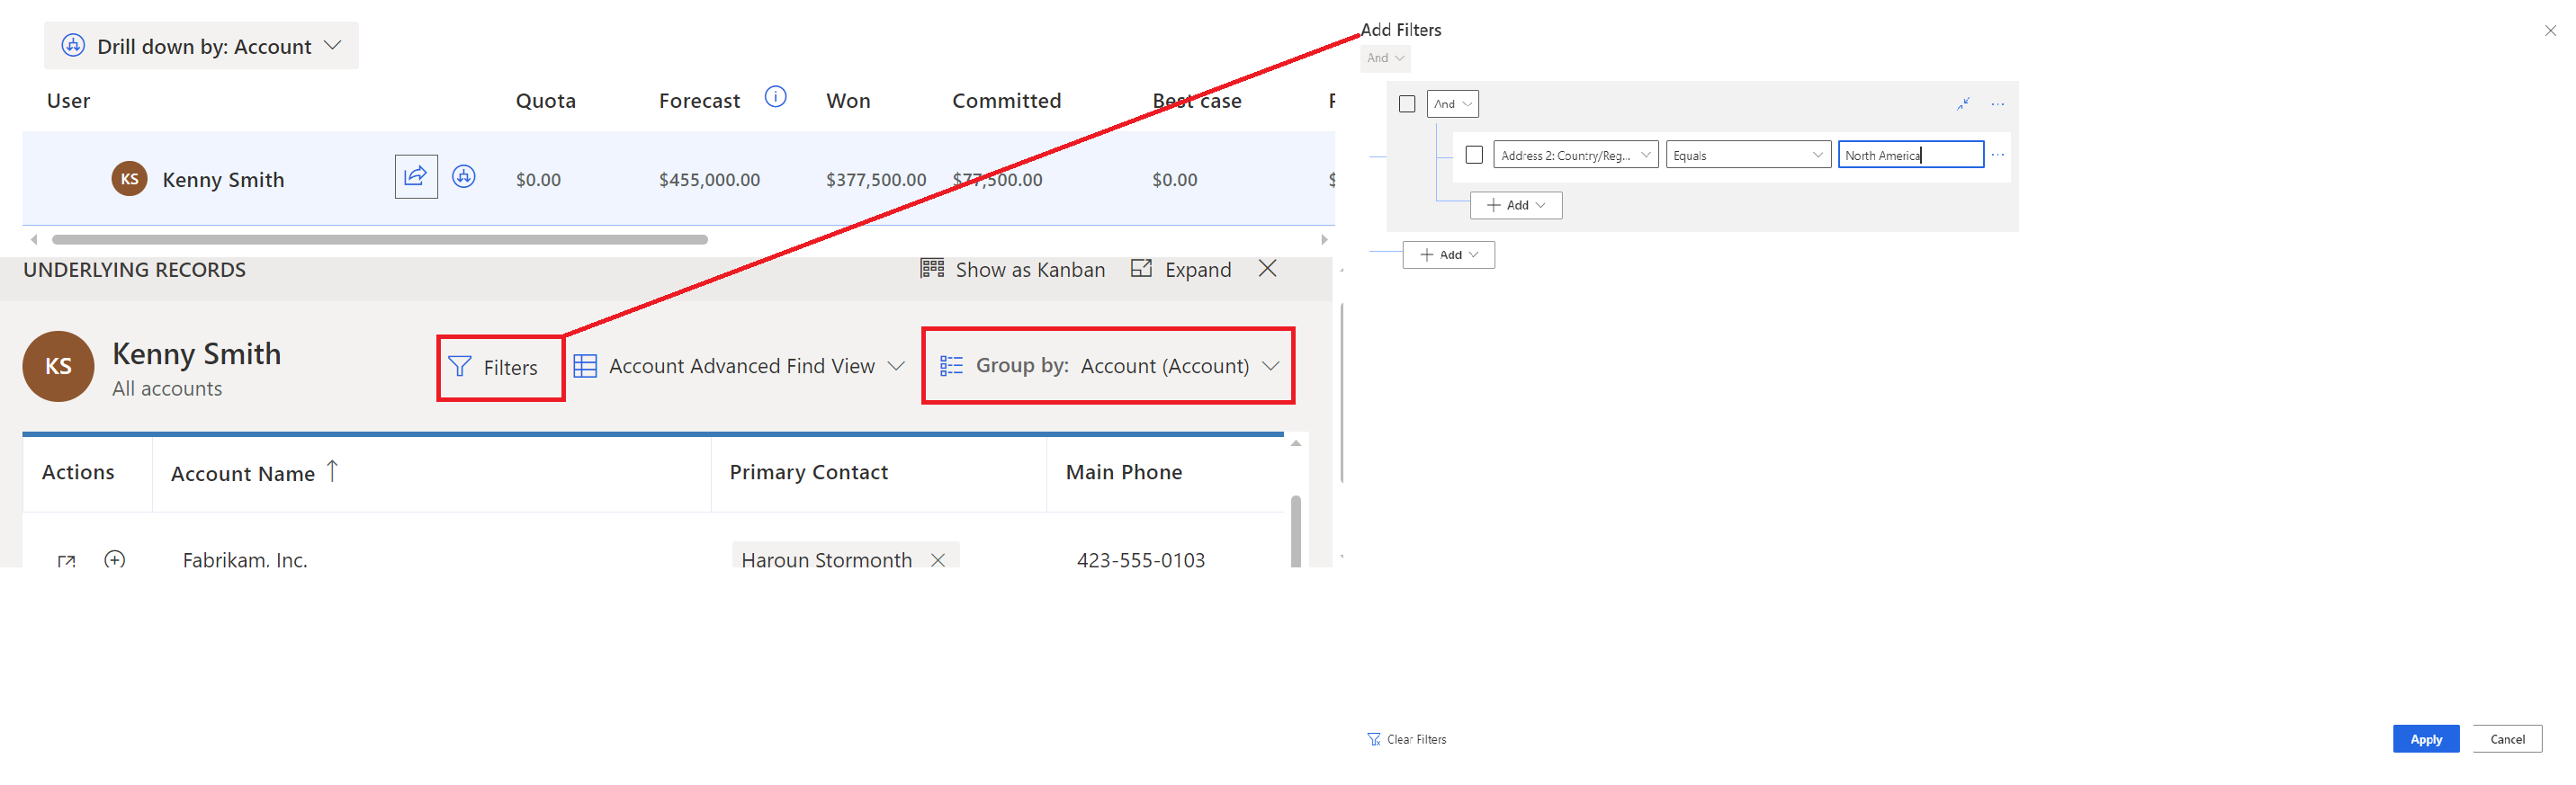 Drill down by: Account
User Quota Forecast Won Committed Best case
KS Kenny Smith $0.00 $455,000.00 $377,500.00 $77,500.00 $0.00 $
UNDERLYING RECORDS Show as Kanban Expand
KS Kenny Smith
All accounts
Filters Account Advanced Find View Group by: Account (Account)
Actions Account Name Primary Contact Main Phone
Fabrikam, Inc. Haroun Stormonth 423-555-0103
Add Filters
And
And
Address 2: Country/Reg... Equals North America
Add
Add
Clear Filters Apply Cancel